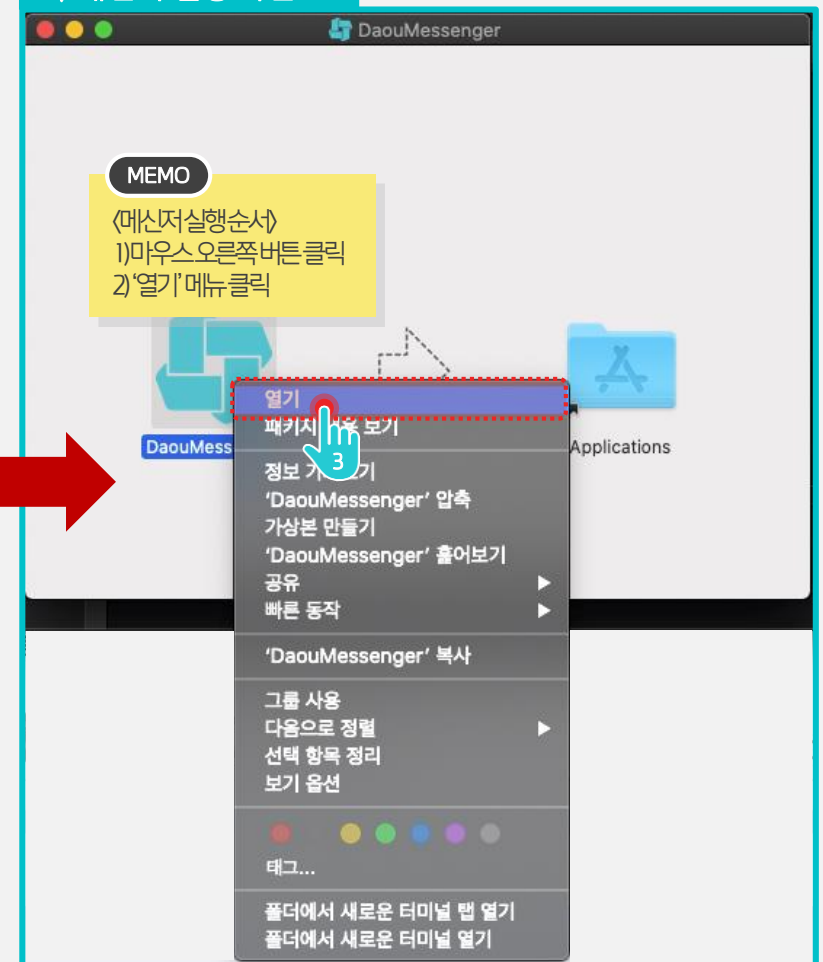 DaouMessenger
MEMO
<메신저 실행 순서>
1)마우스 오른쪽 버튼 클릭
2)'열기' 메뉴 클릭
열기
패키지 보기
DaouMess
Applications
3
정보
'DaouMessenger' 압축
가상본 만들기
'DaouMessenger' 훑어보기
공유
빠른 동작
'DaouMessenger' 복사
그룹 사용
다음으로 정렬
선택 항목 정리
보기 옵션
태그...
폴더에서 새로운 터미널 탭 열기
폴더에서 새로운 터미널 열기